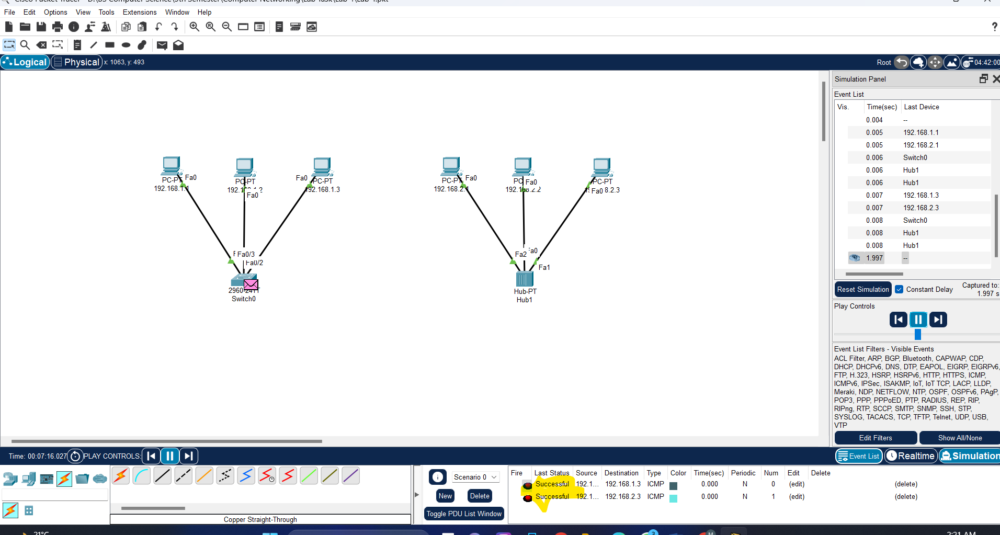 File Edit Options View Tools Extensions Window Help
Logical Physical x: 1063, y: 493 Root 04:42:00
Simulation Panel
Event List
Vis. Time(sec) Last Device
0.004 --
0.005 192.168.1.1
0.005 192.168.2.1
0.006 Switch0
0.006 Hub1
0.006 Hub1
0.007 192.168.1.3
0.007 192.168.2.3
0.008 Switch0
0.008 Hub1
0.008 Hub1
1.997 --
Reset Simulation Constant Delay Captured to:
1.997 s
Play Controls
Event List Filters - Visible Events
ACL Filter, ARP, BGP, Bluetooth, CAPWAP, CDP,
DHCP, DHCPv6, DNS, DTP, EAPOL, EIGRP, EIGRPv6,
FTP, H.323, HSRP, HSRPv6, HTTP, HTTPS, ICMP,
ICMPv6, IPSec, ISAKMP, IoT, IoT TCP, LACP, LLDP,
Meraki, NDP, NETFLOW, NTP, OSPF, OSPFv6, PAgP,
POP3, PPP, PPPoED, PTP, RADIUS, REP, RIP,
RIPng, RTP, SCCP, SMTP, SNMP, SSH, STP,
SYSLOG, TACACS, TCP, TFTP, Telnet, UDP, USB,
VTP
Edit Filters Show All/None
Fa0
PC-PT
192.168.1.1
PC-PT
Fa0
Fa0
PC-PT
192.168.1.3
Fa0/3
Fa0/2
Switch0
Fa0
PC-PT
192.168.2.1
Fa0
192.168.2.2
PC-PT
Fa0 8.2.3
Fa2 Fa0
Fa1
Hub-PT
Hub1
Time: 00:07:16.027 PLAY CONTROLS: Event List Realtime Simulation
Copper Straight-Through
Scenario 0
New Delete
Toggle PDU List Window
Fire Last Status Source Destination Type Color Time(sec) Periodic Num Edit Delete
Successful 192.1... 192.168.1.3 ICMP 0.000 N 0 (edit) (delete)
Successful 192.1... 192.168.2.3 ICMP 0.000 N 1 (edit) (delete)
21°C 3 2:21 AM